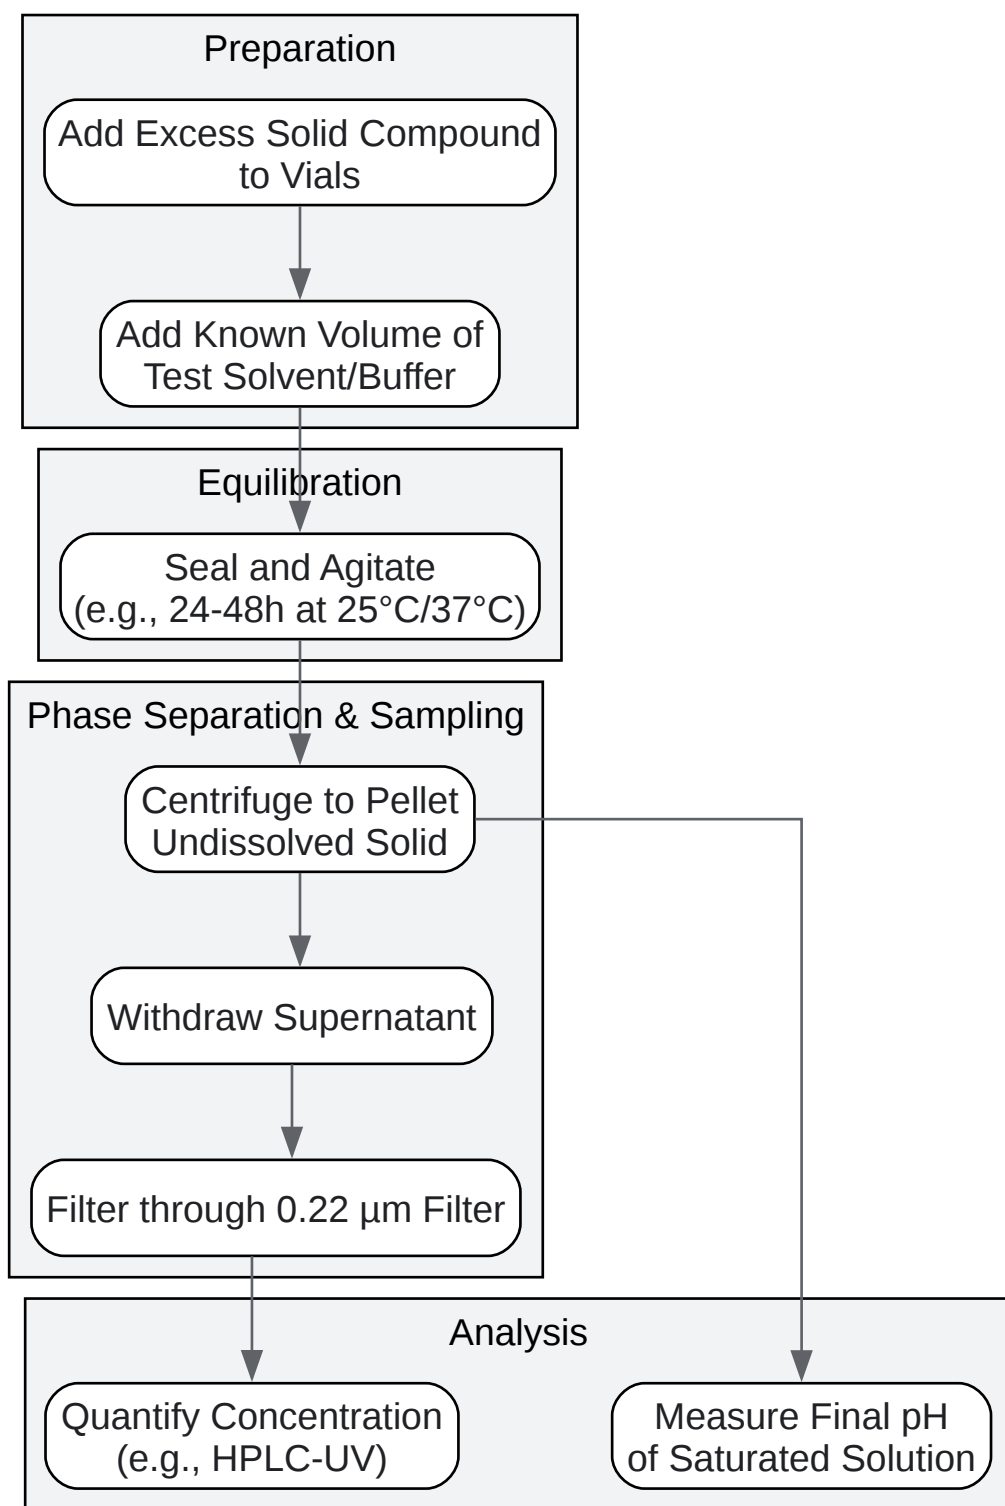 Preparation
Add Excess Solid Compound
to Vials
Add Known Volume of
Test Solvent/Buffer
Equilibration
Seal and Agitate
(e.g., 24-48h at 25°C/37°C)
Phase Separation & Sampling
Centrifuge to Pellet
Undissolved Solid
Withdraw Supernatant
Filter through 0.22 µm Filter
Analysis
Quantify Concentration
(e.g., HPLC-UV)
Measure Final pH
of Saturated Solution